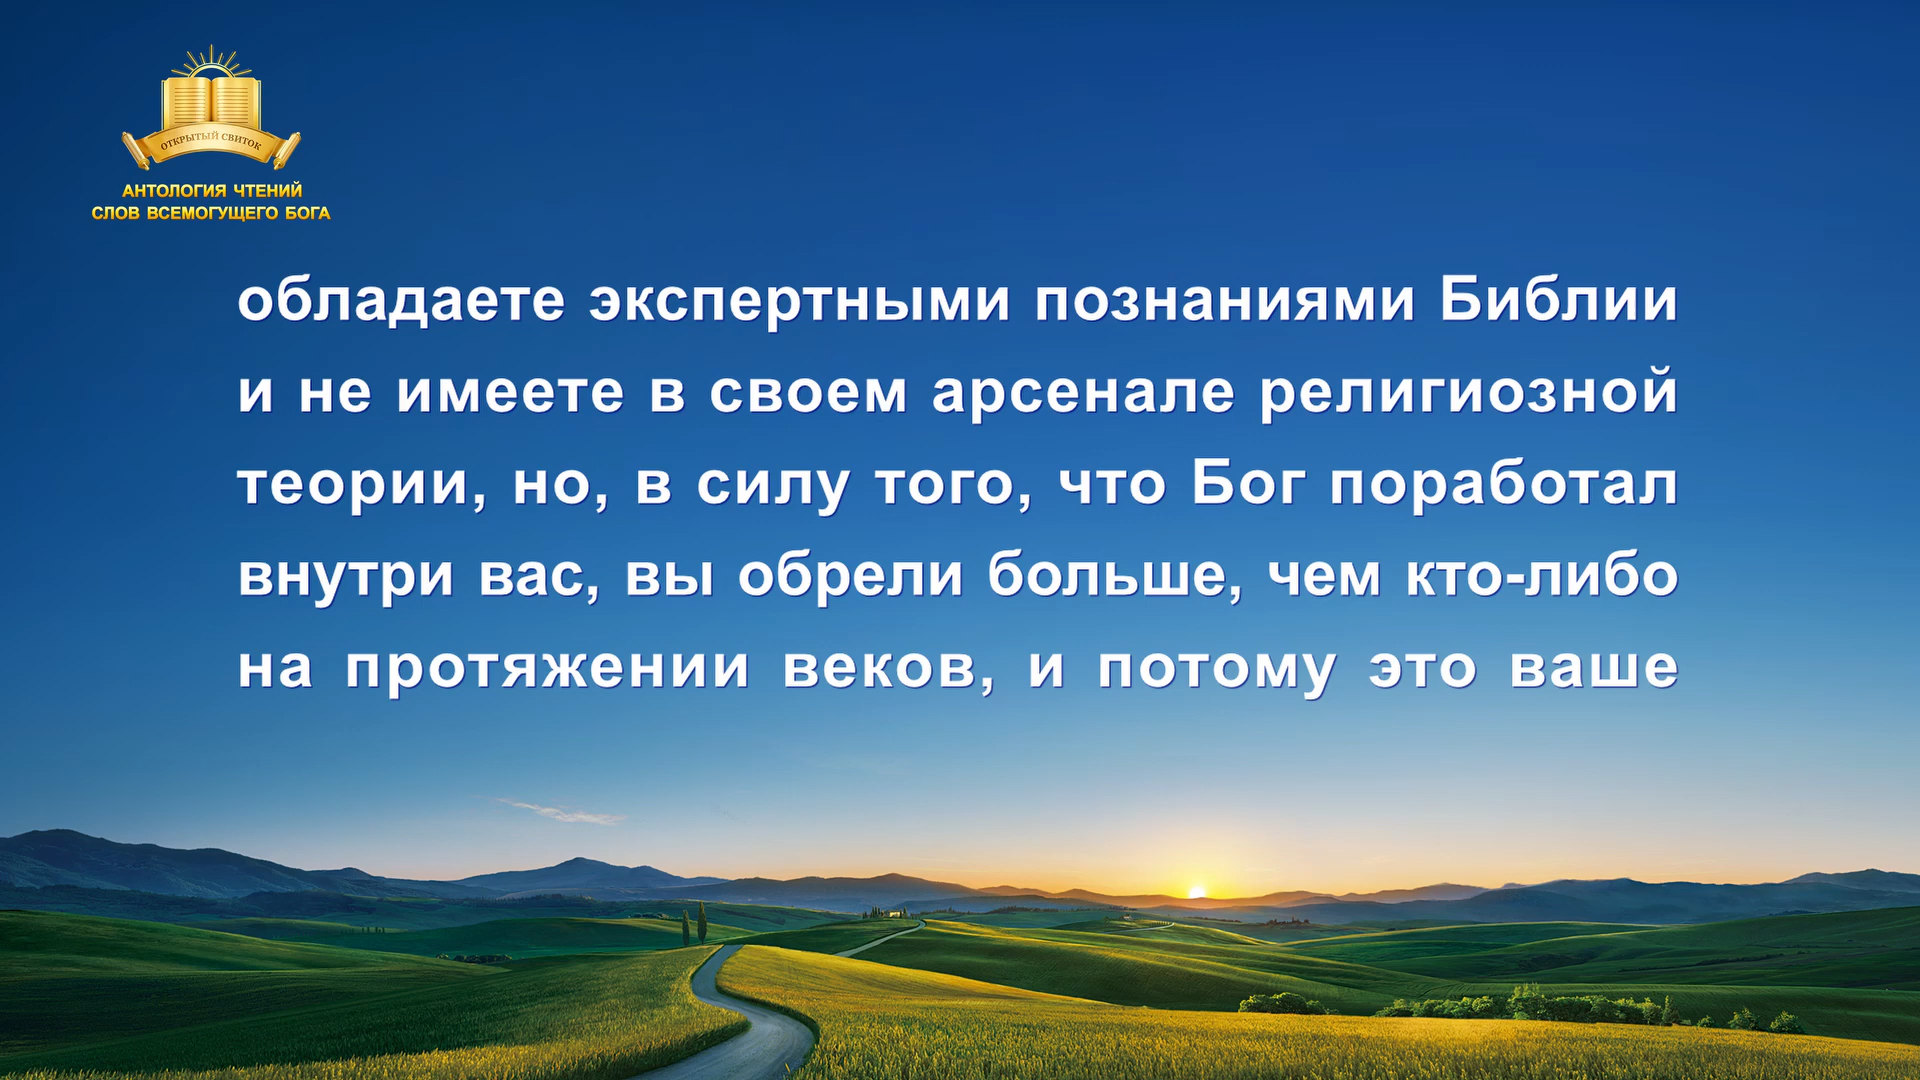 ОТКРЫТЫЙ СВИТОК
АНТОЛОГИЯ ЧТЕНИЙ
СЛОВ ВСЕМОГУЩЕГО БОГА
обладаете экспертными познаниями Библии
и не имеете в своем арсенале религиозной
теории, но, в силу того, что Бог поработал
внутри вас, вы обрели больше, чем кто-либо
на протяжении веков, и потому это ваше